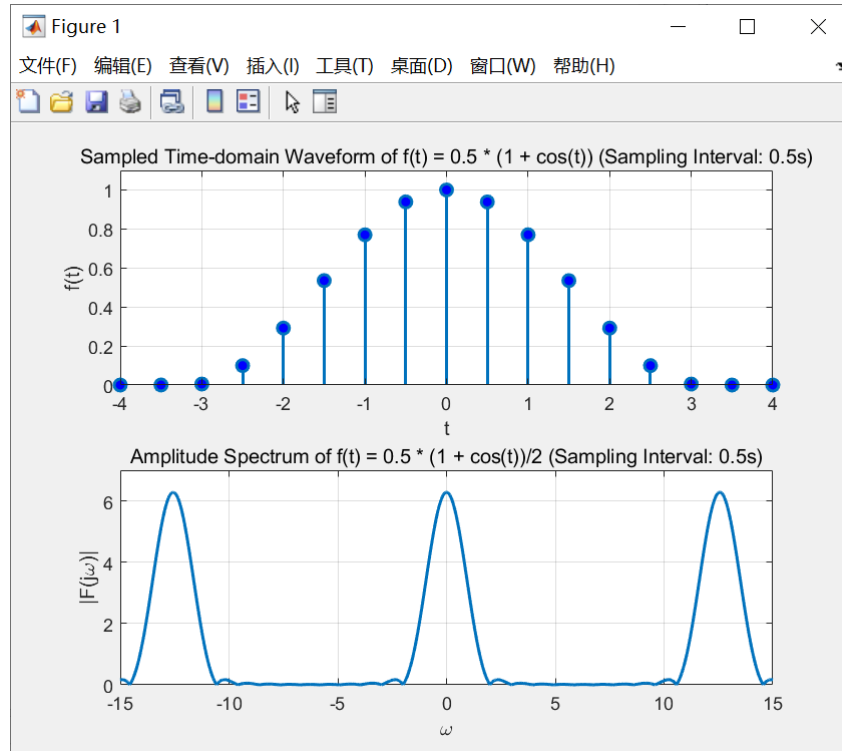 Figure 1
文件(F) 编辑(E) 查看(V) 插入(I) 工具(T) 桌面(D) 窗口(W) 帮助(H)
Sampled Time-domain Waveform of f(t) = 0.5 * (1 + cos(t)) (Sampling Interval: 0.5s)
f(t)
1
0.8
0.6
0.4
0.2
0
-4 -3 -2 -1 0 1 2 3 4
t
Amplitude Spectrum of f(t) = 0.5 * (1 + cos(t))/2 (Sampling Interval: 0.5s)
|F(jω)|
6
4
2
0
-15 -10 -5 0 5 10 15
ω